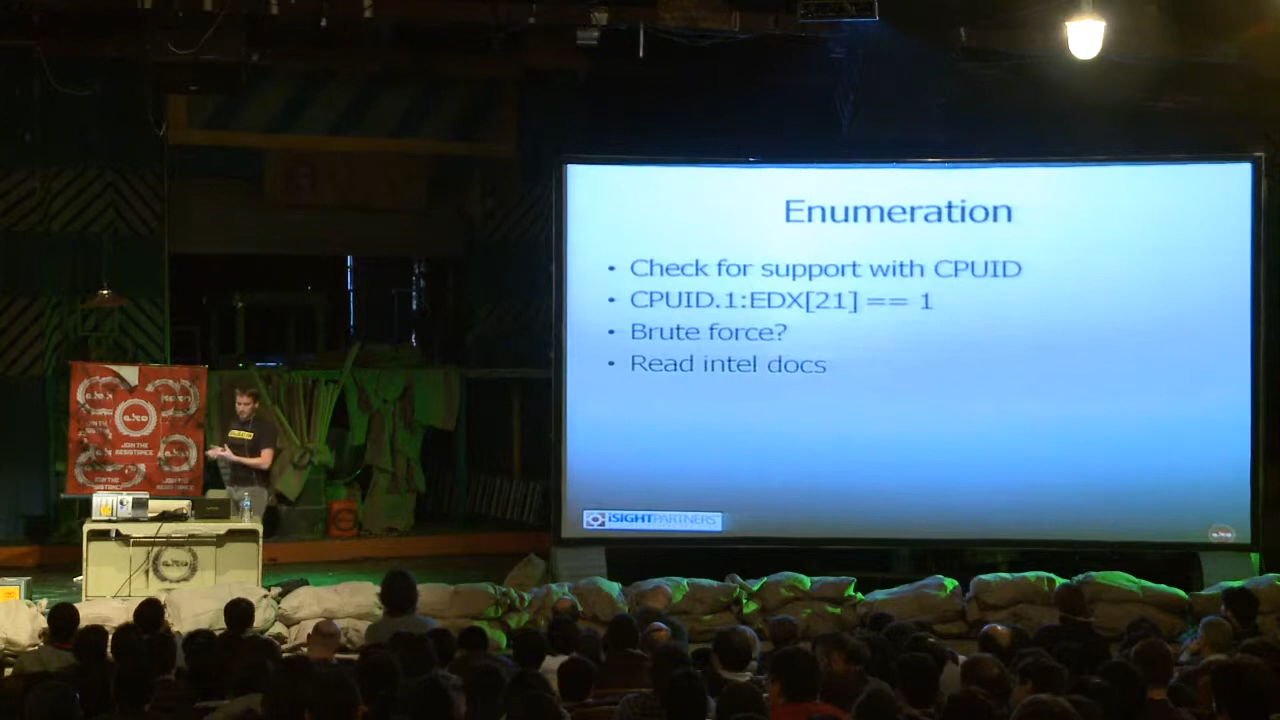 Enumeration
• Check for support with CPUID
• CPUID.1:EDX[21] == 1
• Brute force?
• Read intel docs
iSIGHTPARTNERS
JOIN THE
RESISTANCE